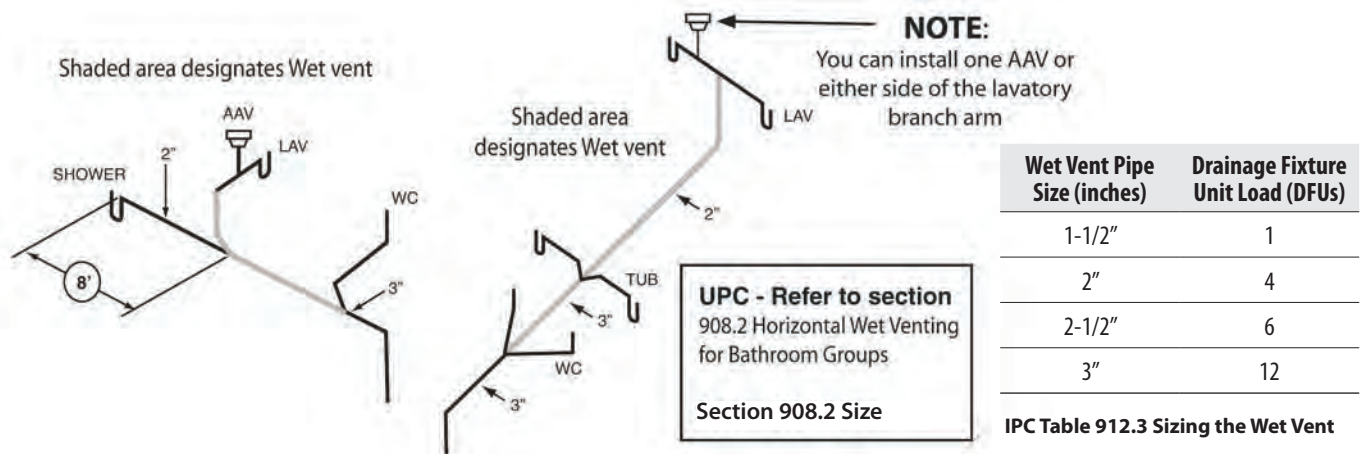 Shaded area designates Wet vent
AAV
LAV
2"
SHOWER
WC
8'
3"
NOTE:
You can install one AAV or
either side of the lavatory
branch arm
LAV
Shaded area
designates Wet vent
2"
TUB
3"
WC
3"
UPC - Refer to section
908.2 Horizontal Wet Venting
for Bathroom Groups
Section 908.2 Size
Wet Vent Pipe Drainage Fixture
Size (inches) Unit Load (DFUs)
1-1/2" 1
2" 4
2-1/2" 6
3" 12
IPC Table 912.3 Sizing the Wet Vent